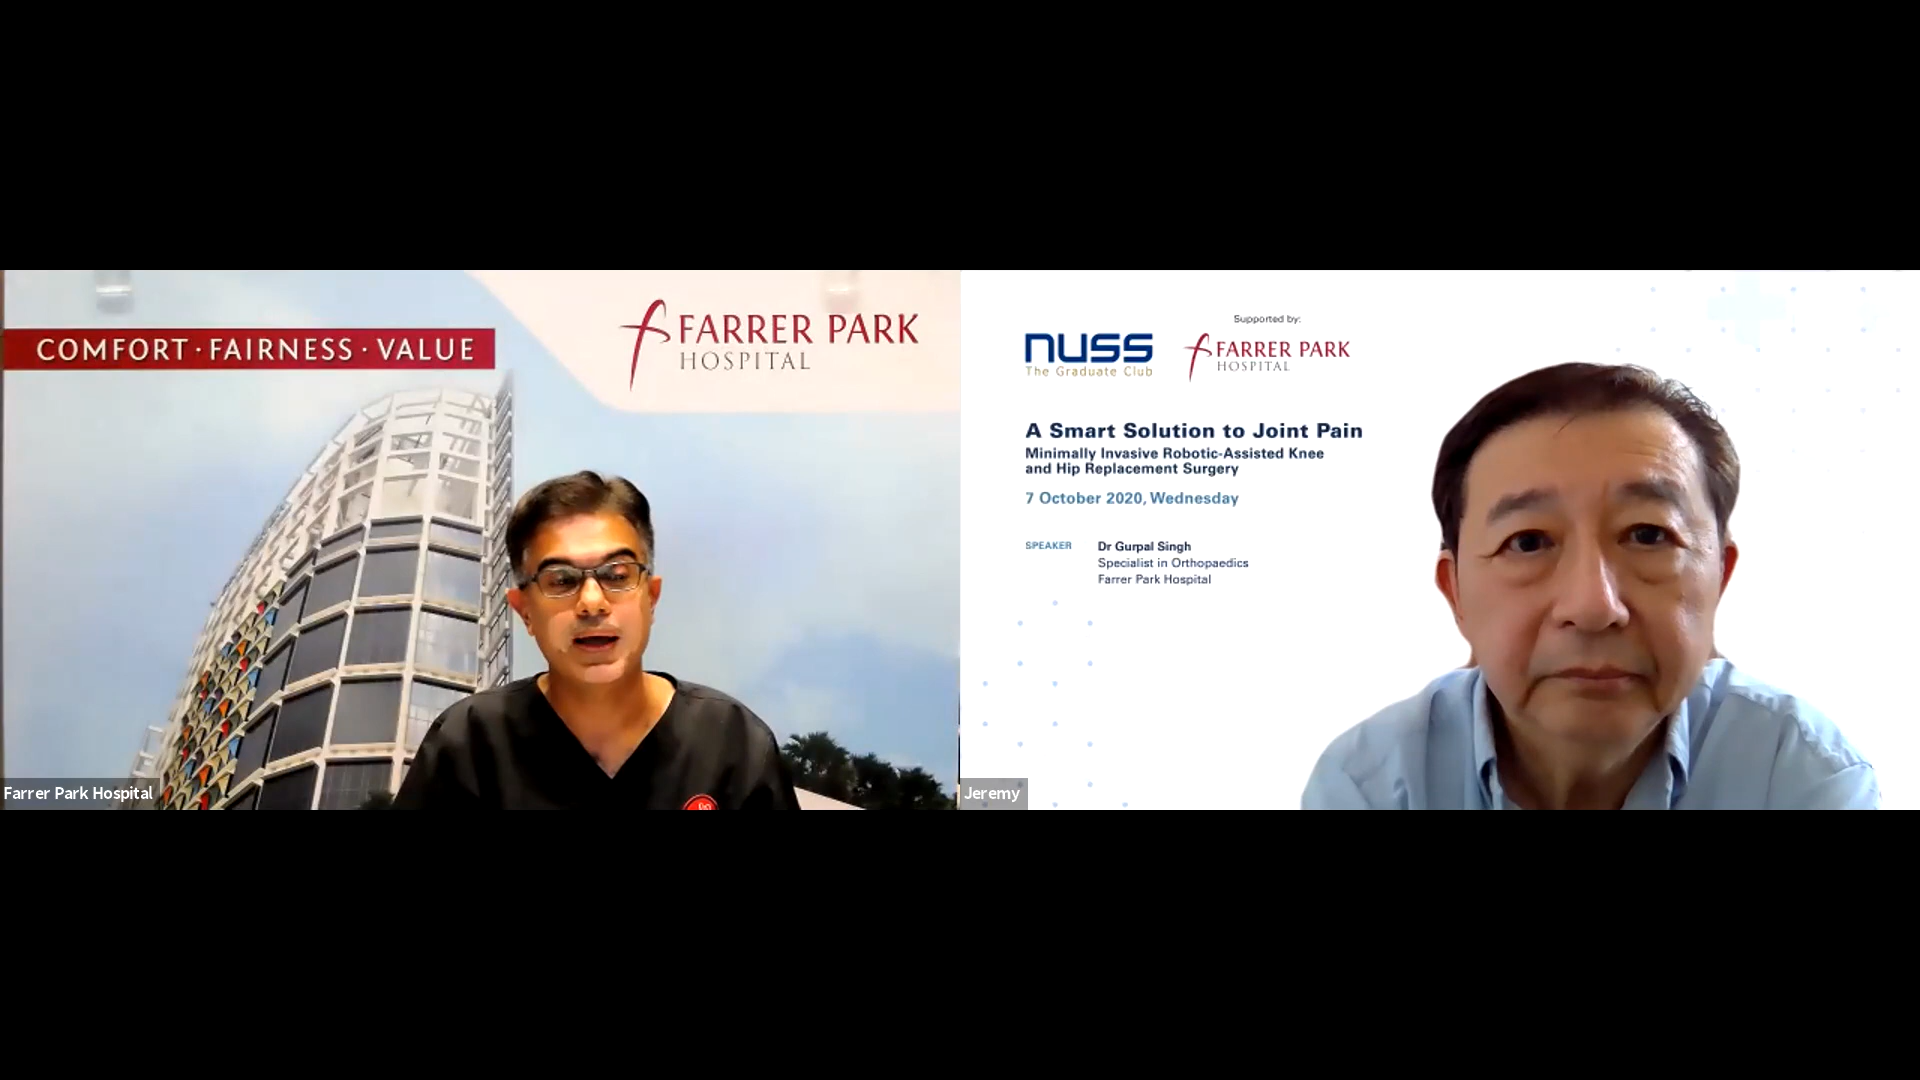 COMFORT · FAIRNESS · VALUE
FARRER PARK
HOSPITAL
Farrer Park Hospital
Supported by:
NUSS
The Graduate Club
FARRER PARK
HOSPITAL
A Smart Solution to Joint Pain
Minimally Invasive Robotic-Assisted Knee
and Hip Replacement Surgery
7 October 2020, Wednesday
SPEAKER
Dr Gurpal Singh
Specialist in Orthopaedics
Farrer Park Hospital
Jeremy